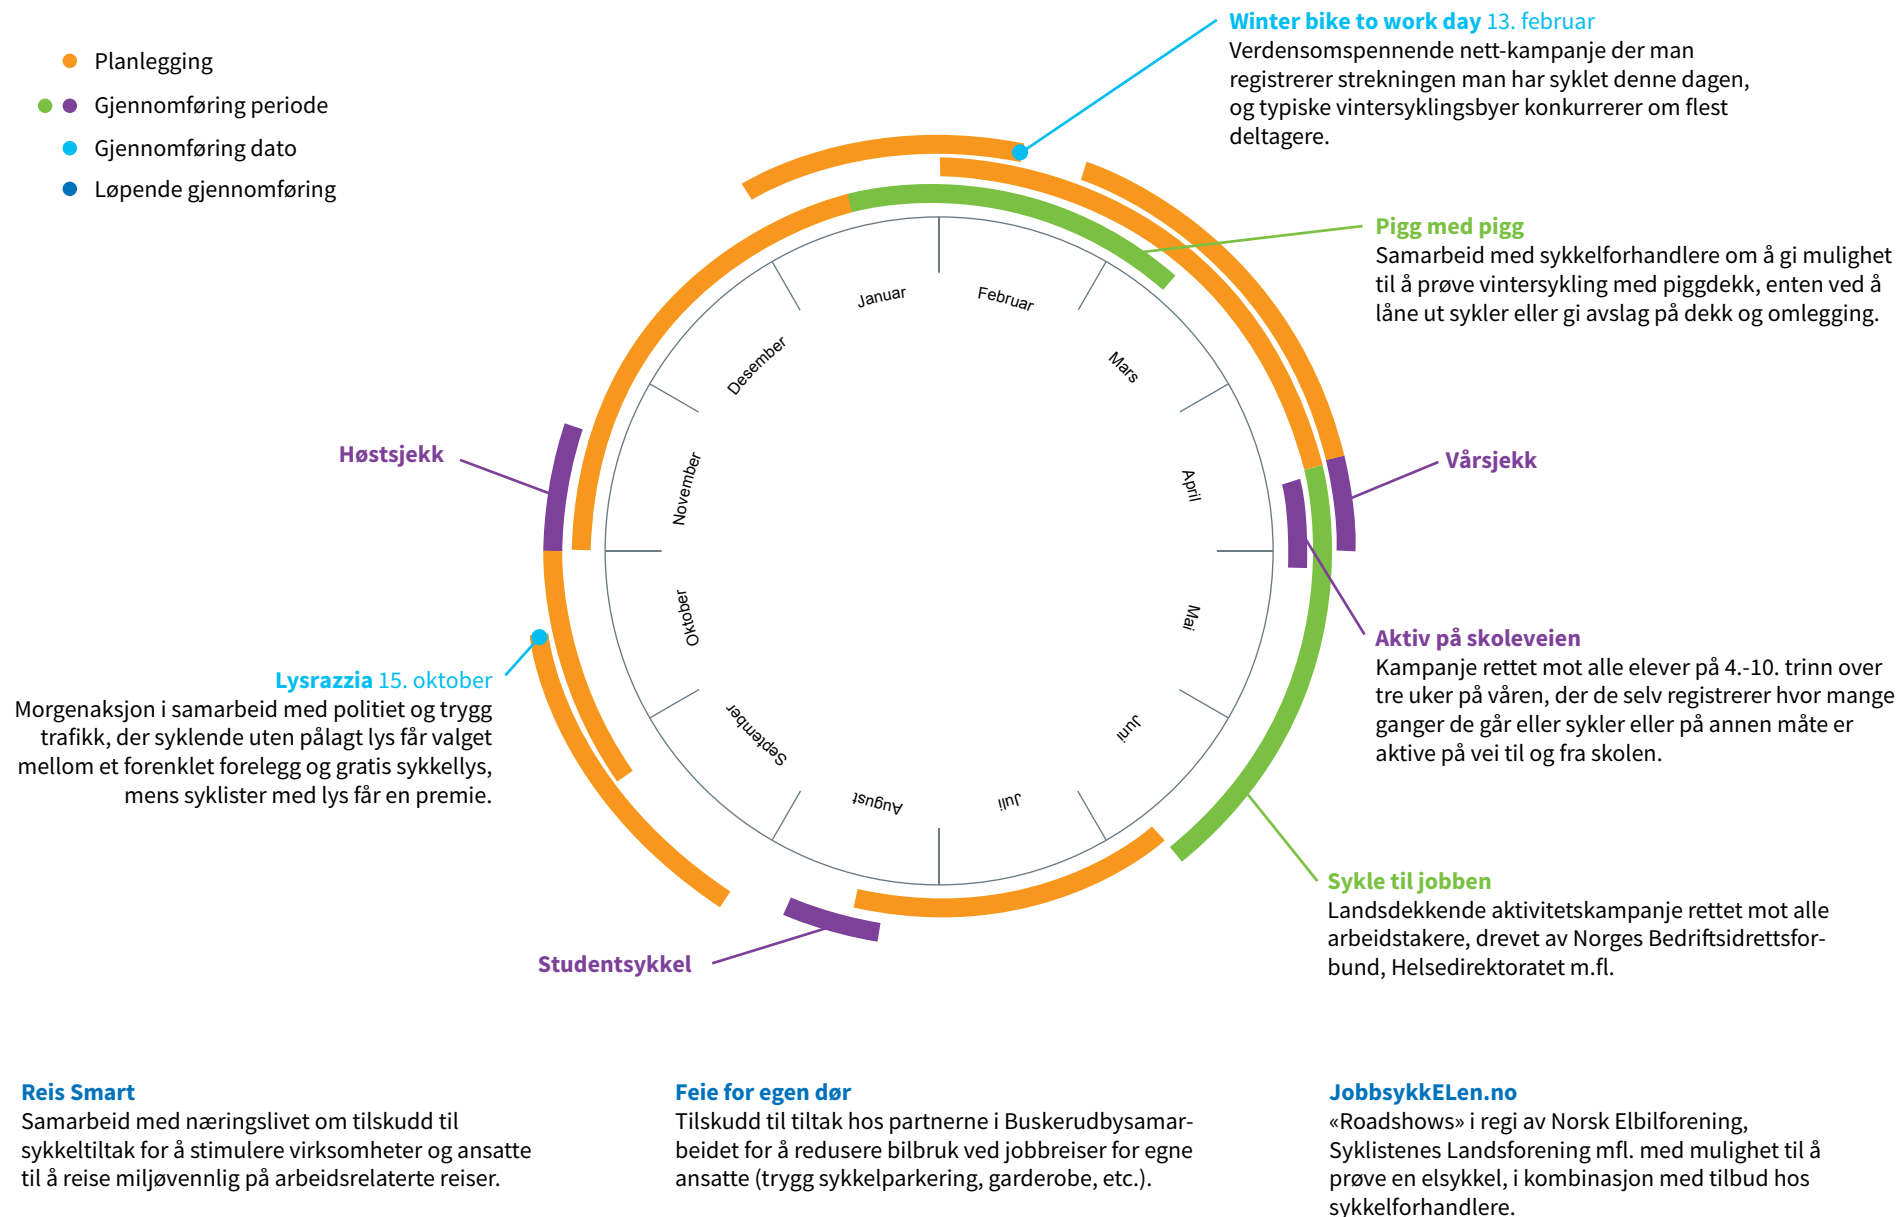 Planlegging
Gjennomføring periode
Gjennomføring dato
Løpende gjennomføring
Winter bike to work day 13. februar
Verdensomspennende nett-kampanje der man
registrerer strekningen man har syklet denne dagen,
og typiske vintersyklingsbyer konkurrerer om flest
deltagere.
Pigg med pigg
Samarbeid med sykkelforhandlere om å gi mulighet
til å prøve vintersykling med piggdekk, enten ved å
låne ut sykler eller gi avslag på dekk og omlegging.
Januar
Februar
Mars
April
Mai
Juni
Juli
August
September
Oktober
November
Desember
Høstsjekk
Vårsjekk
Aktiv på skoleveien
Kampanje rettet mot alle elever på 4.-10. trinn over
tre uker på våren, der de selv registrerer hvor mange
ganger de går eller sykler eller på annen måte er
aktive på vei til og fra skolen.
Lysrazzia 15. oktober
Morgenaksjon i samarbeid med politiet og trygg
trafikk, der syklende uten pålagt lys får valget
mellom et forenklet forelegg og gratis sykkellys,
mens syklister med lys får en premie.
Sykle til jobben
Landsdekkende aktivitetskampanje rettet mot alle
arbeidstakere, drevet av Norges Bedriftsidrettsfor-
bund, Helsedirektoratet m.fl.
Studentsykkel
Reis Smart
Samarbeid med næringslivet om tilskudd til
sykkeltiltak for å stimulere virksomheter og ansatte
til å reise miljøvennlig på arbeidsrelaterte reiser.
Feie for egen dør
Tilskudd til tiltak hos partnerne i Buskerudbysamar-
beidet for å redusere bilbruk ved jobbreiser for egne
ansatte (trygg sykkelparkering, garderobe, etc.).
JobbsykkELen.no
«Roadshows» i regi av Norsk Elbilforening,
Syklistenes Landsforening mfl. med mulighet til å
prøve en elsykkel, i kombinasjon med tilbud hos
sykkelforhandlere.